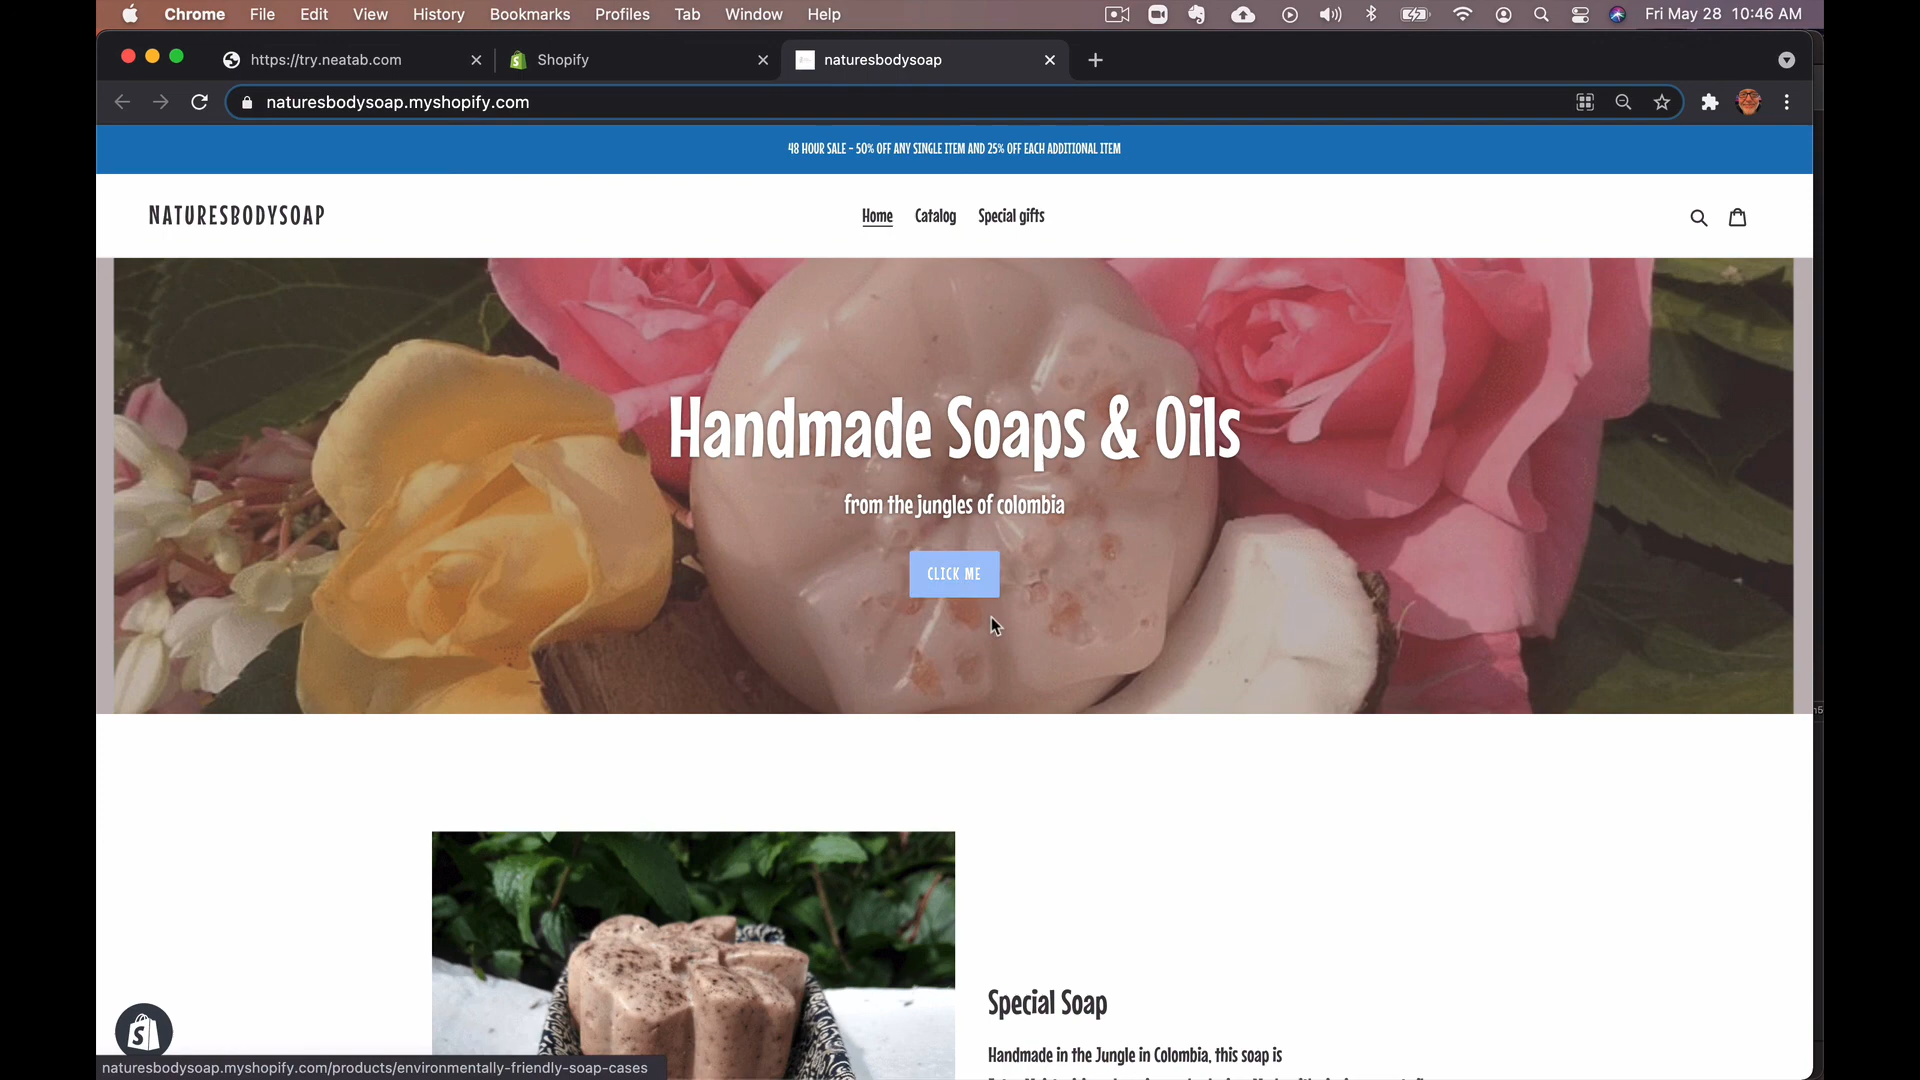 Chrome File Edit View History Bookmarks Profiles Tab Window Help Fri May 28 10:46 AM
https://try.neatab.com Shopify naturesbodysoap
naturesbodysoap.myshopify.com
48 HOUR SALE - 50% OFF ANY SINGLE ITEM AND 25% OFF EACH ADDITIONAL ITEM
NATURESBODYSOAP
Home Catalog Special gifts
Handmade Soaps & Oils
from the jungles of colombia
CLICK ME
Special Soap
Handmade in the Jungle in Colombia, this soap is
naturesbodysoap.myshopify.com/products/environmentally-friendly-soap-cases